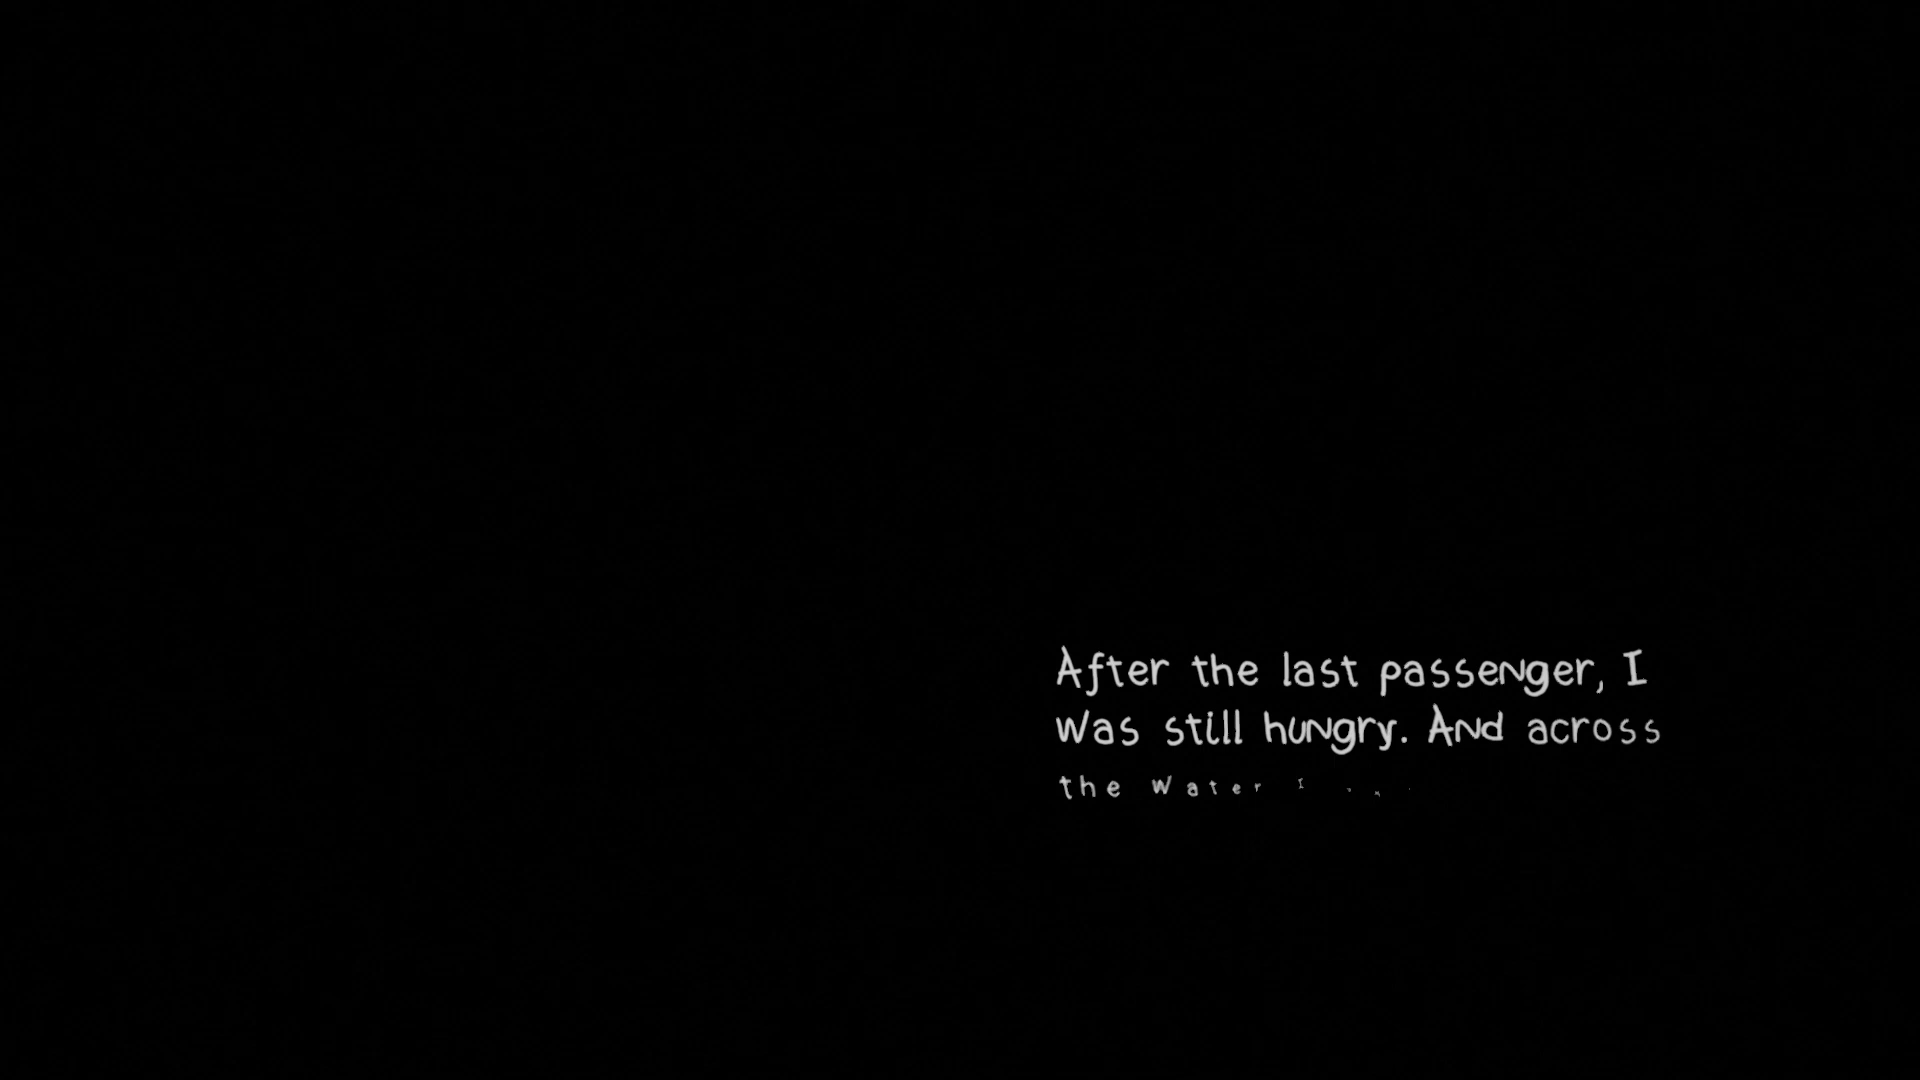 After the last passenger, I
was still hungry. And across
the water I